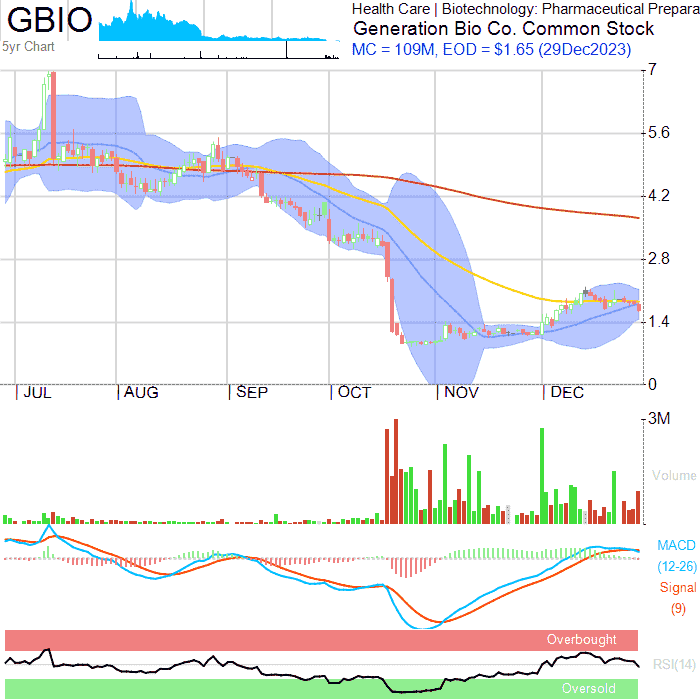 GBIO
5yr Chart
Health Care | Biotechnology: Pharmaceutical Prepara
Generation Bio Co. Common Stock
MC = 109M, EOD = $1.65 (29Dec2023)
7
5.6
4.2
2.8
1.4
0
JUL AUG SEP OCT NOV DEC
3M
Volume
MACD
(12-26)
Signal
(9)
Overbought
RSI(14)
Oversold